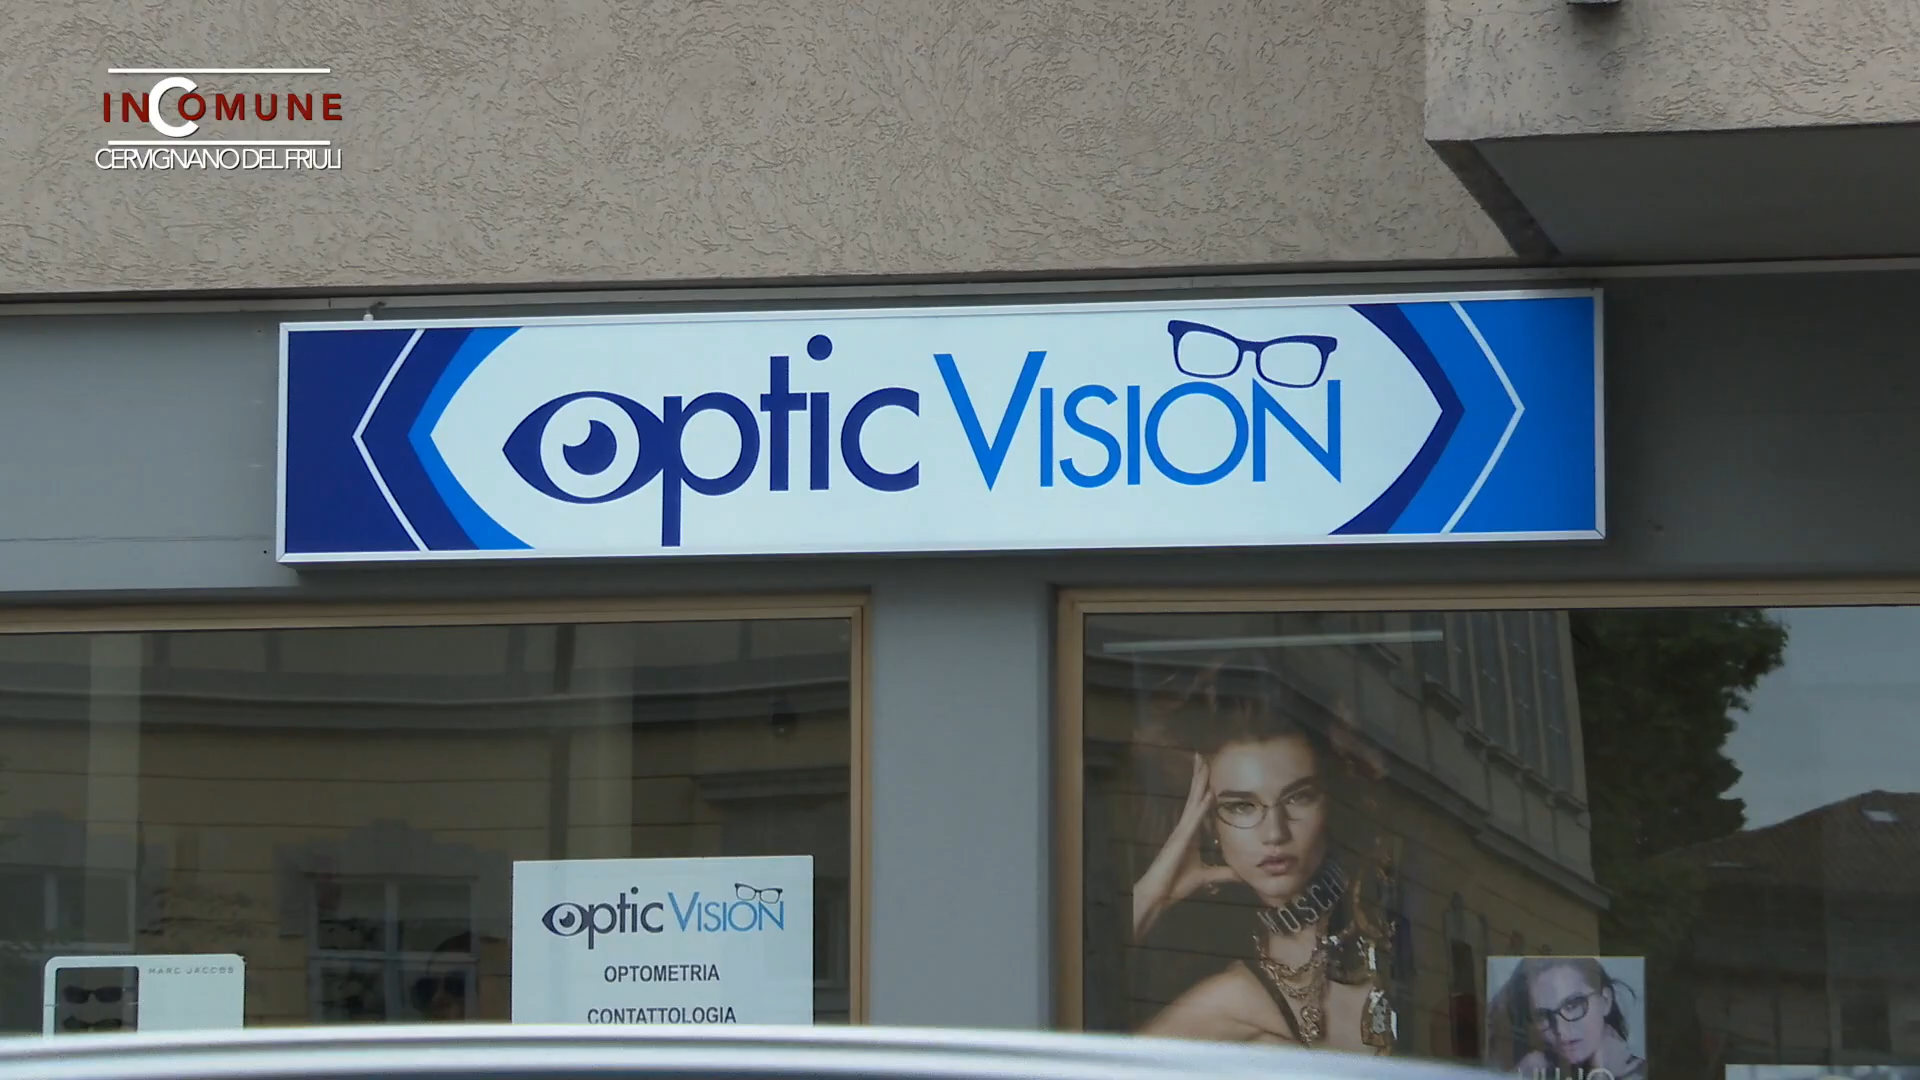 INCOMUNE
CERVIGNANO DEL FRIULI
optic VISION
MOSCHINO
optic VISION
OPTOMETRIA
CONTATTOLOGIA
MARC JACOBS